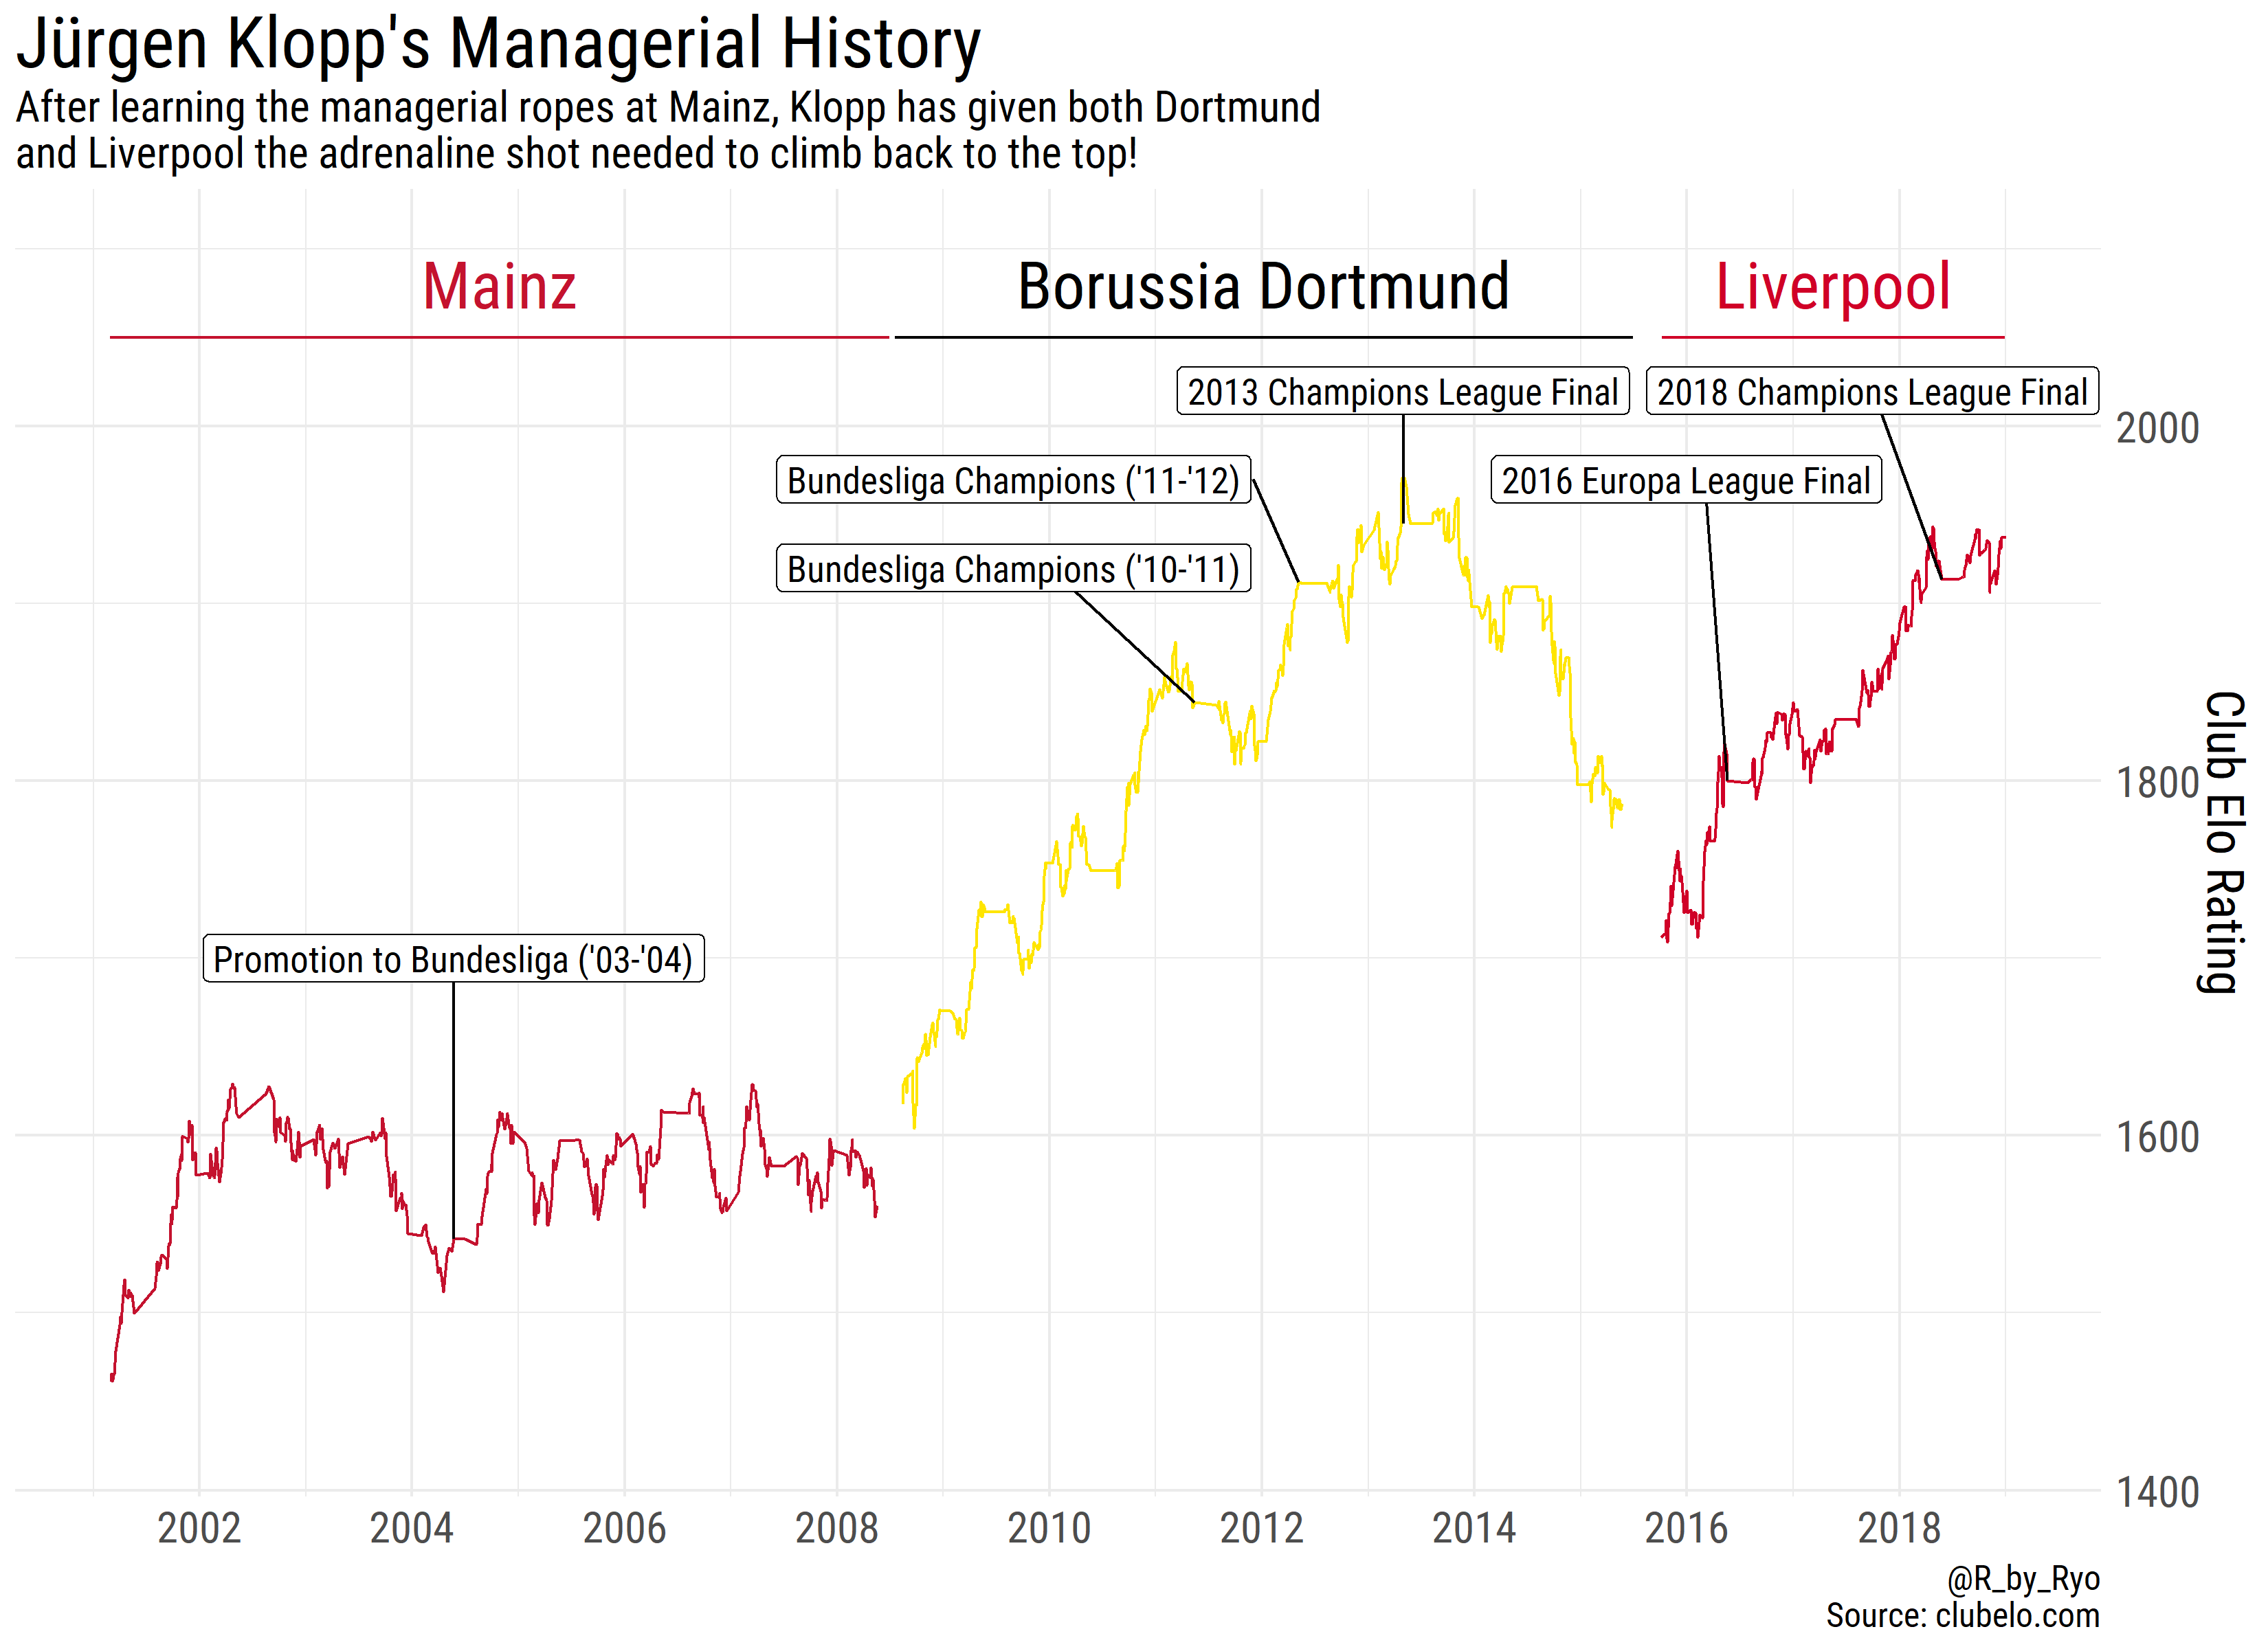 Jürgen Klopp's Managerial History
After learning the managerial ropes at Mainz, Klopp has given both Dortmund
and Liverpool the adrenaline shot needed to climb back to the top!
Mainz
Borussia Dortmund
Liverpool
2013 Champions League Final
2018 Champions League Final
2000
Bundesliga Champions ('11-'12)
2016 Europa League Final
Bundesliga Champions ('10-'11)
1800
Club Elo Rating
Promotion to Bundesliga ('03-'04)
1600
1400
2002 2004 2006 2008 2010 2012 2014 2016 2018
@R_by_Ryo
Source: clubelo.com